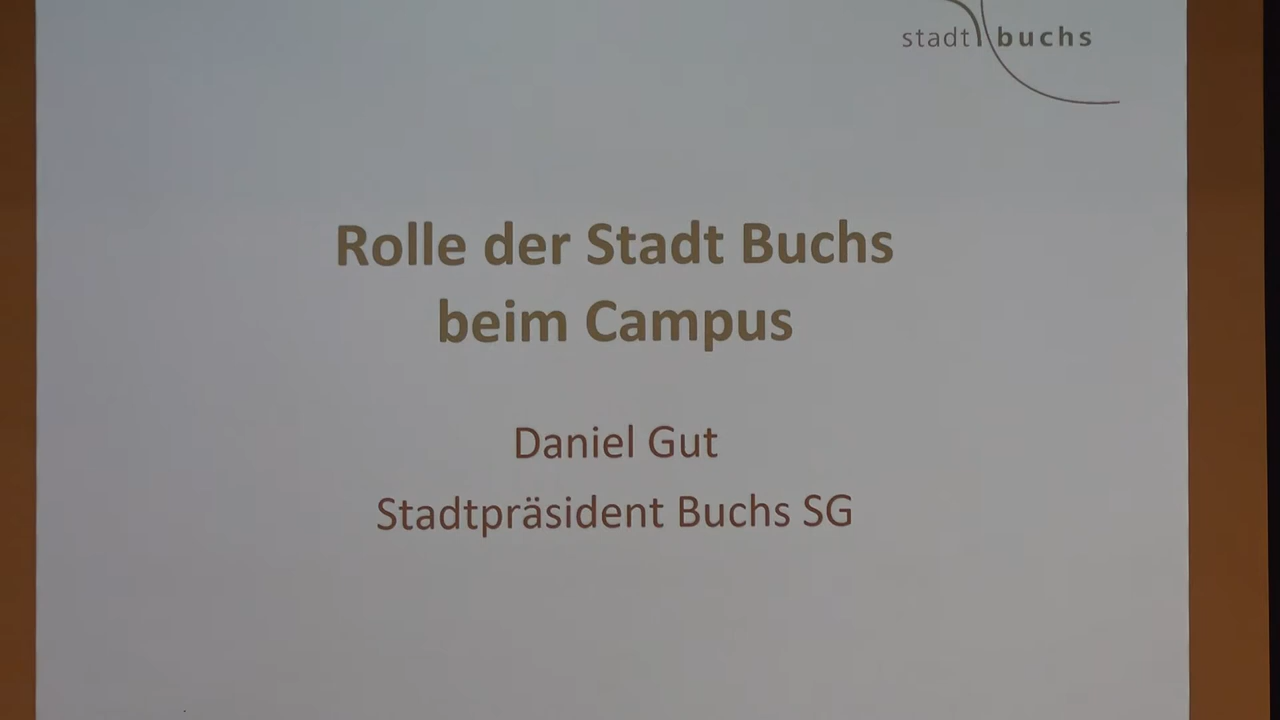 stadt buchs
Rolle der Stadt Buchs
beim Campus
Daniel Gut
Stadtpräsident Buchs SG